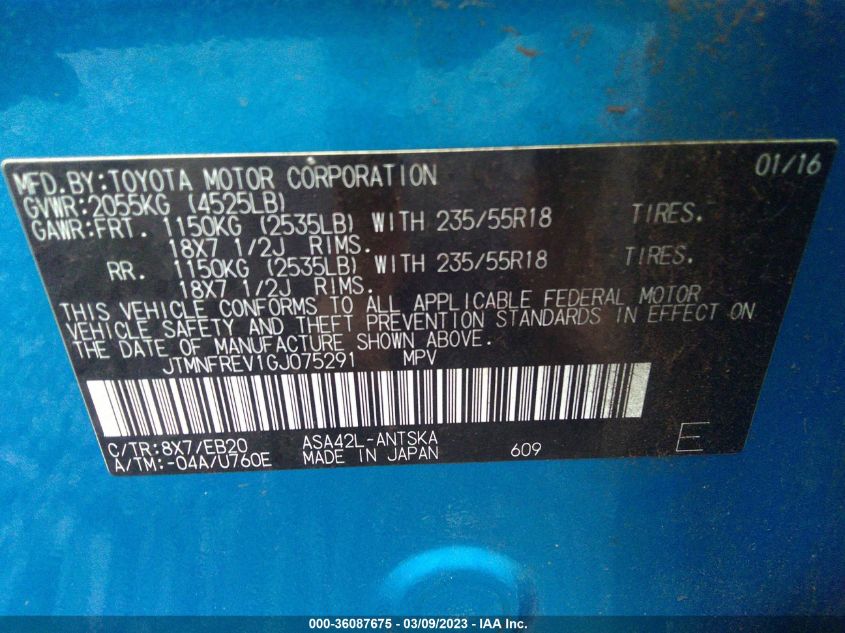 MFD.BY:TOYOTA MOTOR CORPORATION 01/16
GVWR:2055KG (4525LB)
GAWR:FRT. 1150KG (2535LB) WITH 235/55R18 TIRES.
18X7 1/2J RIMS.
RR. 1150KG (2535LB) WITH 235/55R18 TIRES.
18X7 1/2J RIMS.
THIS VEHICLE CONFORMS TO ALL APPLICABLE FEDERAL MOTOR
VEHICLE SAFETY AND THEFT PREVENTION STANDARDS IN EFFECT ON
THE DATE OF MANUFACTURE SHOWN ABOVE.
JTMNFREV1GJ075291 MPV
C/TR:8X7/EB20 ASA42L-ANTSKA
A/TM:-04A/U760E MADE IN JAPAN 609 E
000-36087675 - 03/09/2023 - IAA Inc.